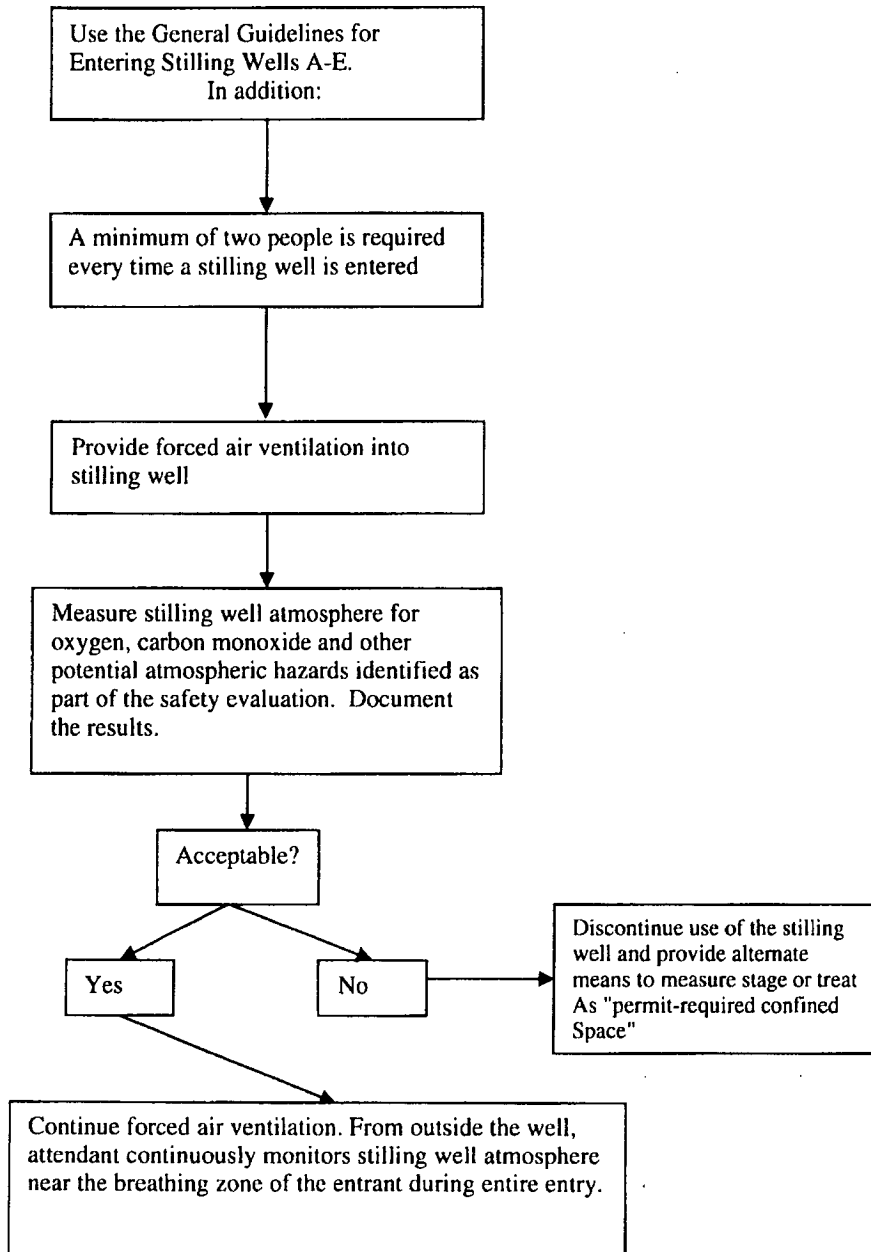 Use the General Guidelines for
Entering Stilling Wells A-E.
In addition:
A minimum of two people is required
every time a stilling well is entered
Provide forced air ventilation into
stilling well
Measure stilling well atmosphere for
oxygen, carbon monoxide and other
potential atmospheric hazards identified as
part of the safety evaluation. Document
the results.
Acceptable?
Yes
No
Discontinue use of the stilling
well and provide alternate
means to measure stage or treat
As "permit-required confined
Space"
Continue forced air ventilation. From outside the well,
attendant continuously monitors stilling well atmosphere
near the breathing zone of the entrant during entire entry.